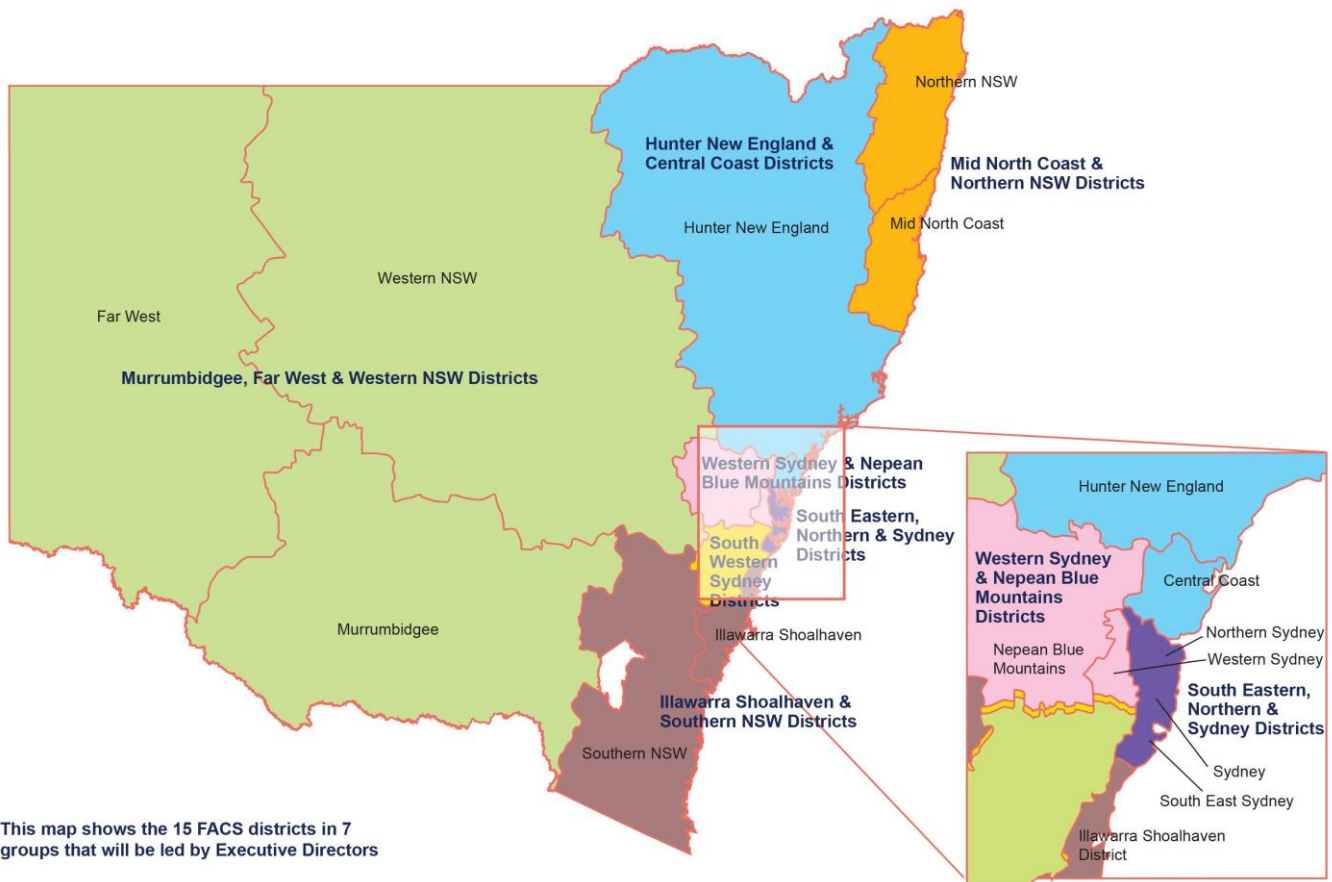 Northern NSW
Hunter New England &
Central Coast Districts
Mid North Coast &
Northern NSW Districts
Hunter New England
Mid North Coast
Western NSW
Far West
Murrumbidgee, Far West & Western NSW Districts
Western Sydney & Nepean
Blue Mountains Districts
South Eastern,
Northern & Sydney
Districts
South &
Western
Sydney
Districts
Murrumbidgee
Illawarra Shoalhaven
Illawarra Shoalhaven &
Southern NSW Districts
Southern NSW
Hunter New England
Western Sydney
& Nepean Blue
Mountains
Districts
Central Coast
Northern Sydney
Nepean Blue
Mountains
Western Sydney
South Eastern,
Northern &
Sydney Districts
Sydney
South East Sydney
Illawarra Shoalhaven
District
This map shows the 15 FACS districts in 7
groups that will be led by Executive Directors